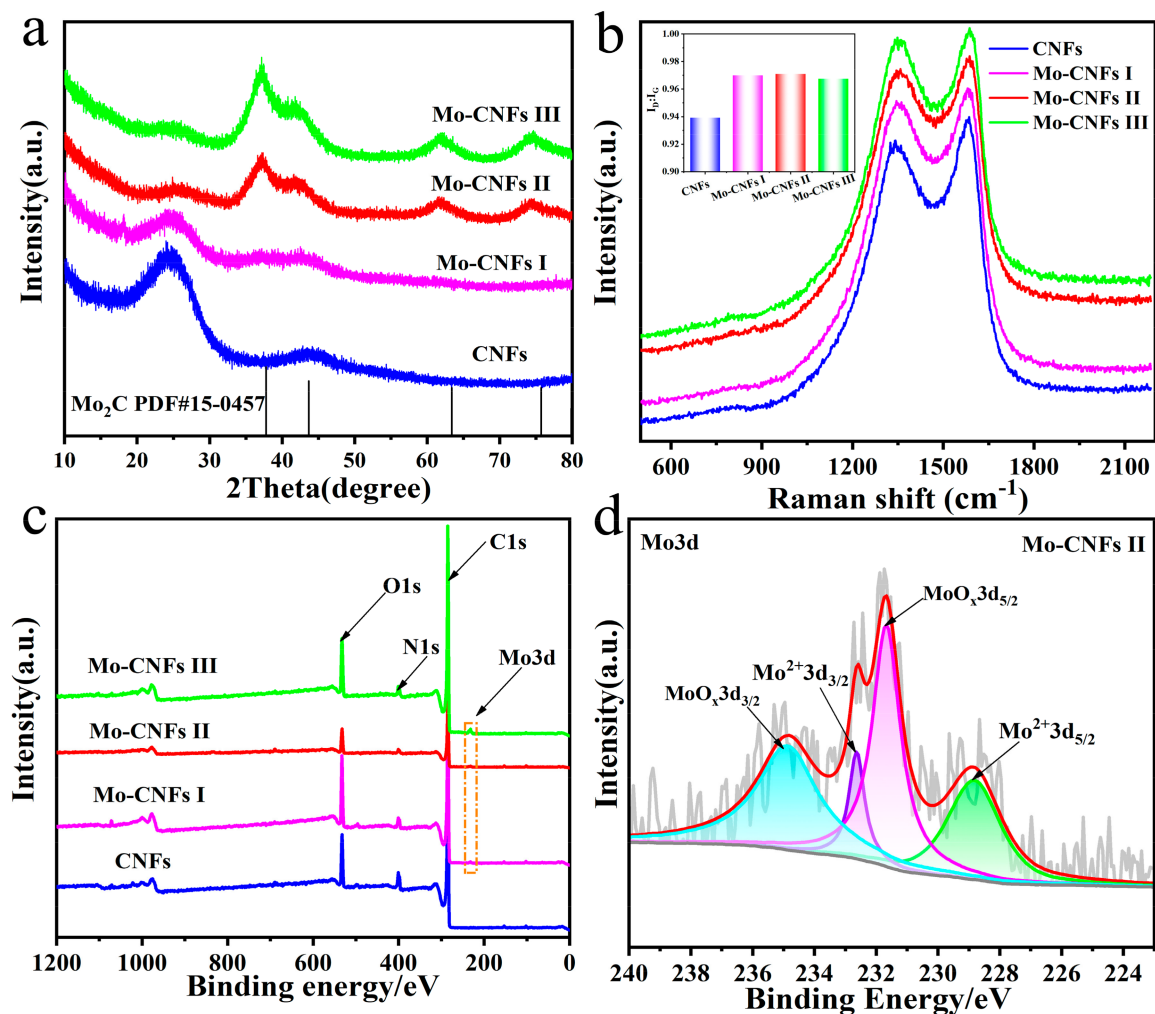 a
Intensity(a.u.)
Mo-CNFs III
Mo-CNFs II
Mo-CNFs I
CNFs
Mo₂C PDF#15-0457
10 20 30 40 50 60 70 80
2Theta(degree)
b
Intensity(a.u.)
I_D:I_G
1.00
0.98
0.96
0.94
0.92
0.90
CNFs Mo-CNFs I Mo-CNFs II Mo-CNFs III
CNFs
Mo-CNFs I
Mo-CNFs II
Mo-CNFs III
600 900 1200 1500 1800 2100
Raman shift (cm⁻¹)
c
Intensity(a.u.)
C1s
O1s
N1s
Mo3d
Mo-CNFs III
Mo-CNFs II
Mo-CNFs I
CNFs
1200 1000 800 600 400 200 0
Binding energy/eV
d
Intensity(a.u.)
Mo3d
Mo-CNFs II
MoOₓ3d₅/₂
Mo²⁺3d₃/₂
MoOₓ3d₃/₂
Mo²⁺3d₅/₂
240 238 236 234 232 230 228 226 224
Binding Energy/eV